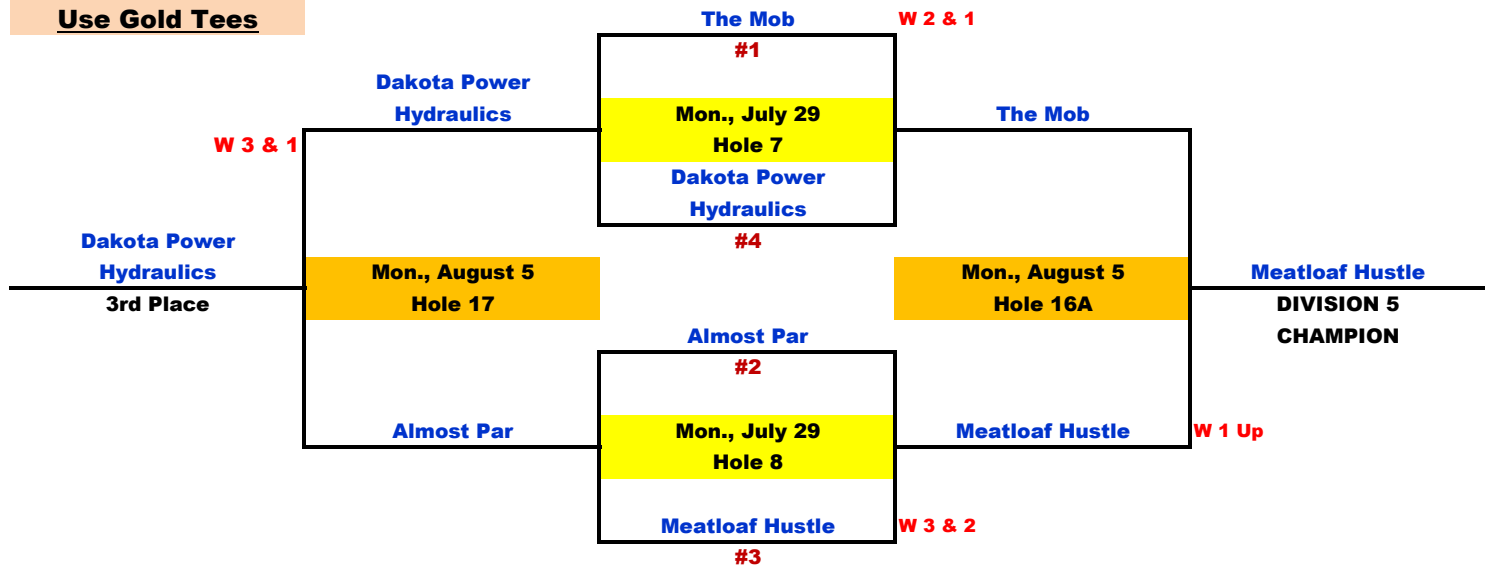 Use Gold Tees
The Mob
W 2 & 1
#1
Dakota Power
Hydraulics
Mon., July 29
Hole 7
The Mob
W 3 & 1
Dakota Power
Hydraulics
#4
Dakota Power
Hydraulics
3rd Place
Mon., August 5
Hole 17
Mon., August 5
Hole 16A
Meatloaf Hustle
DIVISION 5
CHAMPION
Almost Par
#2
Almost Par
Mon., July 29
Hole 8
Meatloaf Hustle
W 1 Up
Meatloaf Hustle
W 3 & 2
#3